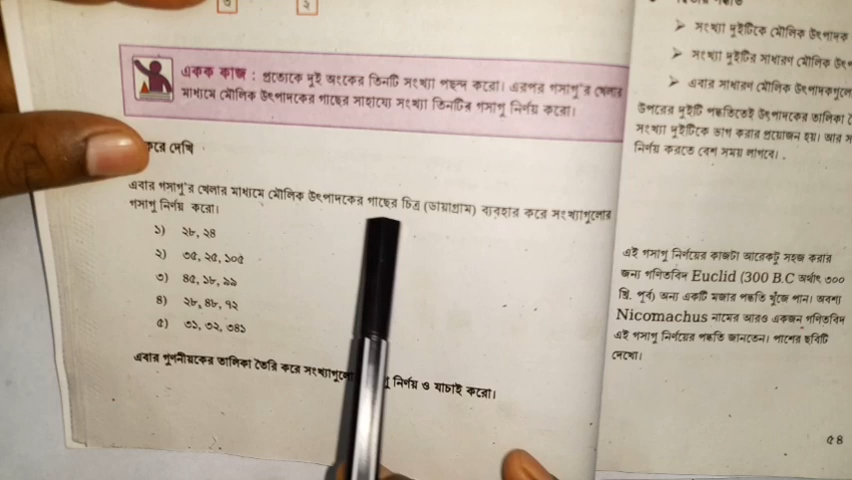 ৩ ২
একক কাজ : প্রত্যেকে দুই অংকের তিনটি সংখ্যা পছন্দ করো। এরপর গসাগু'র খেলার
মাধ্যমে মৌলিক উৎপাদকের গাছের সাহায্যে সংখ্যা তিনটির গসাগু নির্ণয় করো।
করে দেখি
এবার গসাগু'র খেলার মাধ্যমে মৌলিক উৎপাদকের গাছের চিত্র (ডায়াগ্রাম) ব্যবহার করে সংখ্যাগুলোর
গসাগু নির্ণয় করো।
১) ২৮, ২৪
২) ৩৫, ২৫, ১০৫
৩) ৪৫, ১৮, ৯৯
৪) ২৮, ৪৮, ৭২
৫) ৩১, ৩২, ৩৪১
এবার গুণনীয়কের তালিকা তৈরি করে সংখ্যাগুলো নির্ণয় ও যাচাই করো।
➤ সংখ্যা দুইটিকে মৌলিক উৎপাদক
➤ সংখ্যা দুইটির সাধারণ মৌলিক
➤ এবার সাধারণ মৌলিক
উপরের দুইটি পদ্ধতিতেই উৎপাদকের তালিকা
সংখ্যা দুইটিকে ভাগ করার প্রয়োজন হয়। আর
নির্ণয় করতে বেশ সময় লাগবে।
এই গসাগু নির্ণয়ের কাজটা আরেকটু সহজ করার
জন্য গণিতবিদ Euclid (300 B.C অর্থাৎ ৩০০
খ্রি. পূর্ব) অন্য একটি মজার পদ্ধতি খুঁজে পান। অবশ্য
Nicomachus নামের আরও একজন গণিতবিদ
এই গসাগু নির্ণয়ের পদ্ধতি জানতেন। পাশের ছবিটি
দেখো।
৫৪